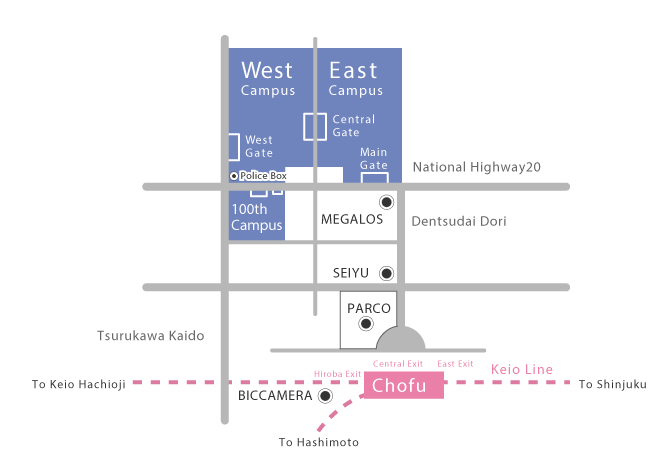 West
Campus
East
Campus
Central
Gate
West
Gate
Main
Gate
National Highway20
Police Box
100th
Campus
MEGALOS
Dentsudai Dori
SEIYU
PARCO
Tsurukawa Kaido
Central Exit
East Exit
Hiroba Exit
Keio Line
To Keio Hachioji
Chofu
To Shinjuku
BICCAMERA
To Hashimoto